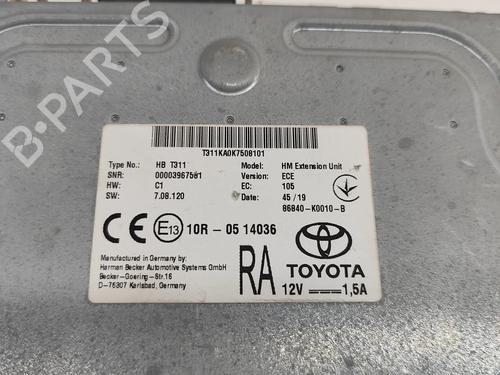 B-PARTS
T311KA0K7508101
Type No: HB T311 Model: HM Extension Unit
SNR: 00003967581 Version: ECE
HW: C1 EC: 105
SW: 7.08.120 Date: 45/19
86840-K0010-B
CE E13 10R - 05 14036
Manufactured in Germany by:
Harman Becker Automotive Systems GmbH
Becker-Goering-Str.16
D-76307 Karlsbad, Germany
RA
TOYOTA
12V 1,5A